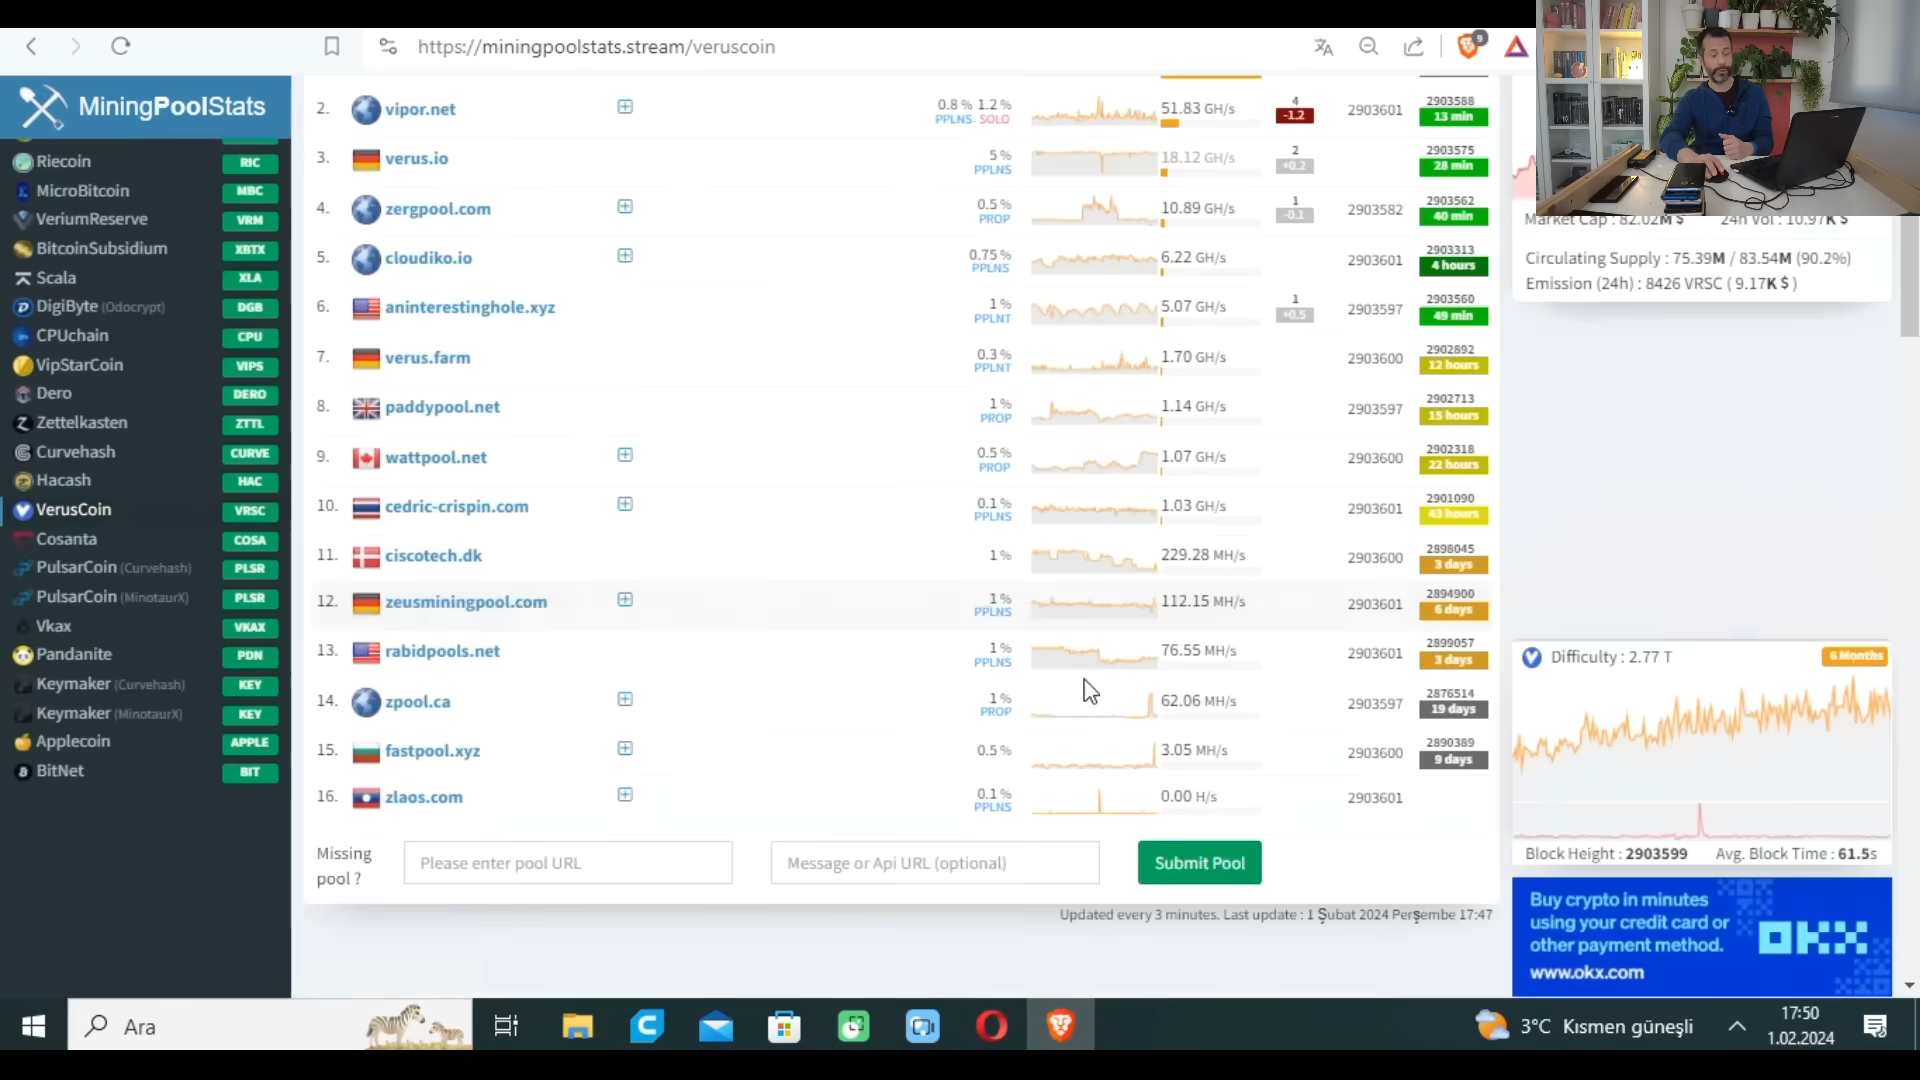 https://miningpoolstats.stream/veruscoin
9
MiningPoolStats
Riecoin RIC
MicroBitcoin MBC
VeriumReserve VRM
BitcoinSubsidium XBTX
Scala XLA
DigiByte (Odocrypt) DGB
CPUchain CPU
VipStarCoin VIPS
Dero DERO
Zettelkasten ZTTL
Curvehash CURVE
Hacash HAC
VerusCoin VRSC
Cosanta COSA
PulsarCoin (Curvehash) PLSR
PulsarCoin (MinotaurX) PLSR
Vkax VKAX
Pandanite PDN
Keymaker (Curvehash) KEY
Keymaker (MinotaurX) KEY
Applecoin APPLE
BitNet BIT
2. vipor.net 0.8 % 1.2 % 51.83 GH/s 4 2903601 2903588
PPLNS- SOLO -1.2 13 min
3. verus.io 5 % 18.12 GH/s 2 2903575
PPLNS +0.2 28 min
4. zergpool.com 0.5 % 10.89 GH/s 1 2903582 2903562
PROP -0.1 40 min
5. cloudiko.io 0.75 % 6.22 GH/s 2903601 2903313
PPLNS 4 hours
6. aninterestinghole.xyz 1 % 5.07 GH/s 1 2903597 2903560
PPLNT +0.5 49 min
7. verus.farm 0.3 % 1.70 GH/s 2903600 2902892
PPLNT 12 hours
8. paddypool.net 1 % 1.14 GH/s 2903597 2902713
PROP 15 hours
9. wattpool.net 0.5 % 1.07 GH/s 2903600 2902318
PROP 22 hours
10. cedric-crispin.com 0.1 % 1.03 GH/s 2903601 2901090
PPLNS 43 hours
11. ciscotech.dk 1 % 229.28 MH/s 2903600 2898045
3 days
12. zeusminingpool.com 1 % 112.15 MH/s 2903601 2894900
PPLNS 6 days
13. rabidpools.net 1 % 76.55 MH/s 2903601 2899057
PPLNS 3 days
14. zpool.ca 1 % 62.06 MH/s 2903597 2876514
PROP 19 days
15. fastpool.xyz 0.5 % 3.05 MH/s 2903600 2890389
9 days
16. zlaos.com 0.1 % 0.00 H/s 2903601
PPLNS
Missing pool ? Please enter pool URL Message or Api URL (optional) Submit Pool
Updated every 3 minutes. Last update : 1 Şubat 2024 Perşembe 17:47
Market Cap : 82.02M $ 24h Vol : 10.97K $
Circulating Supply : 75.39M / 83.54M (90.2%)
Emission (24h) : 8426 VRSC ( 9.17K $ )
Difficulty : 2.77 T 6 Months
Block Height : 2903599 Avg. Block Time : 61.5s
Buy crypto in minutes
using your credit card or
other payment method.
www.okx.com
OKX
Ara
3°C Kısmen güneşli
17:50
1.02.2024